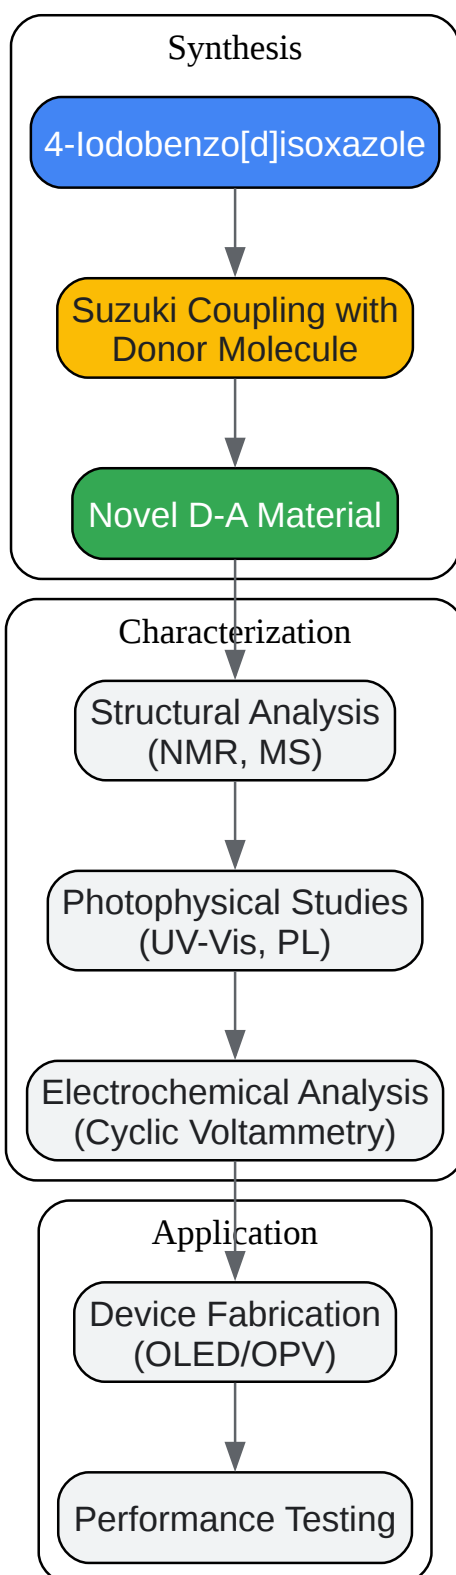 Synthesis
4-Iodobenzo[d]isoxazole
Suzuki Coupling with
Donor Molecule
Novel D-A Material
Characterization
Structural Analysis
(NMR, MS)
Photophysical Studies
(UV-Vis, PL)
Electrochemical Analysis
(Cyclic Voltammetry)
Application
Device Fabrication
(OLED/OPV)
Performance Testing